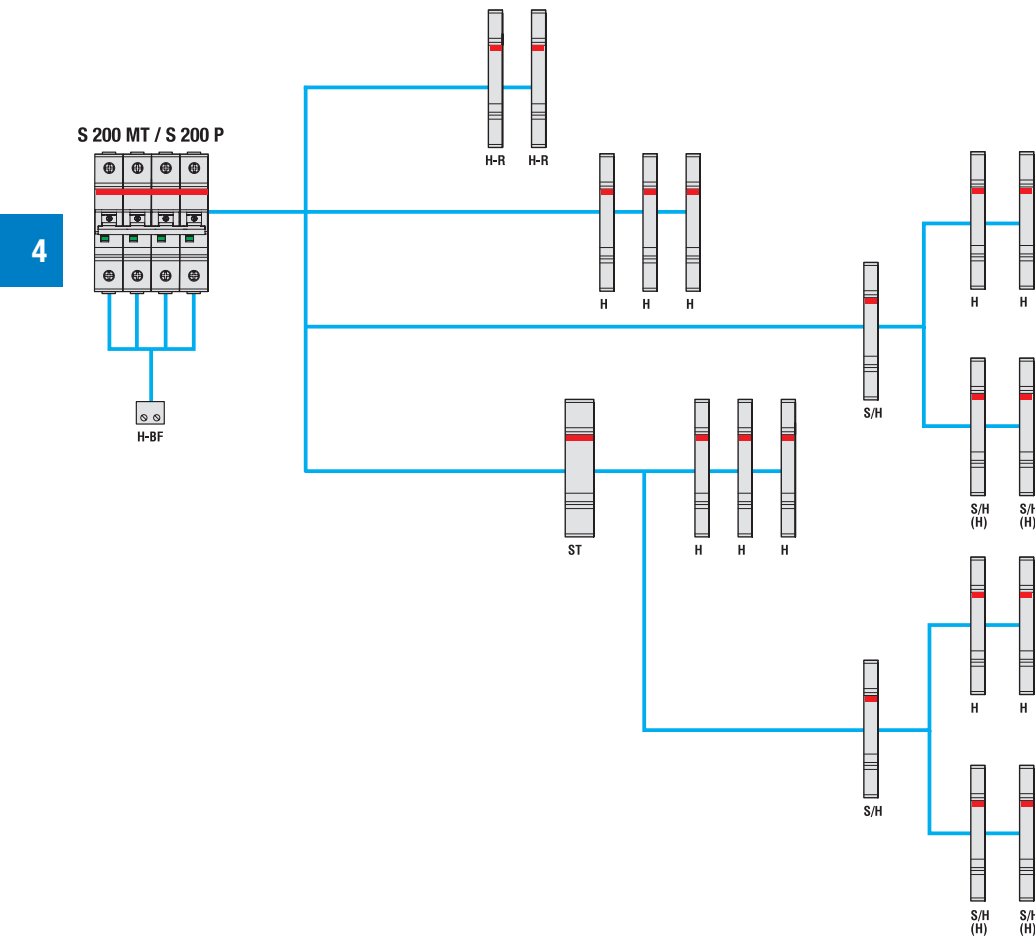 S 200 MT / S 200 P
H-R H-R
4
H H H
H H
S/H
H-BF
S/H S/H
(H) (H)
ST H H H
H H
S/H
S/H S/H
(H) (H)